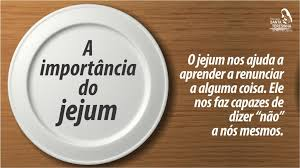 A
importância
do
jejum
O jejum nos ajuda a
aprender a renunciar
a alguma coisa. Ele
nos faz capazes de
dizer “não”
a nós mesmos.